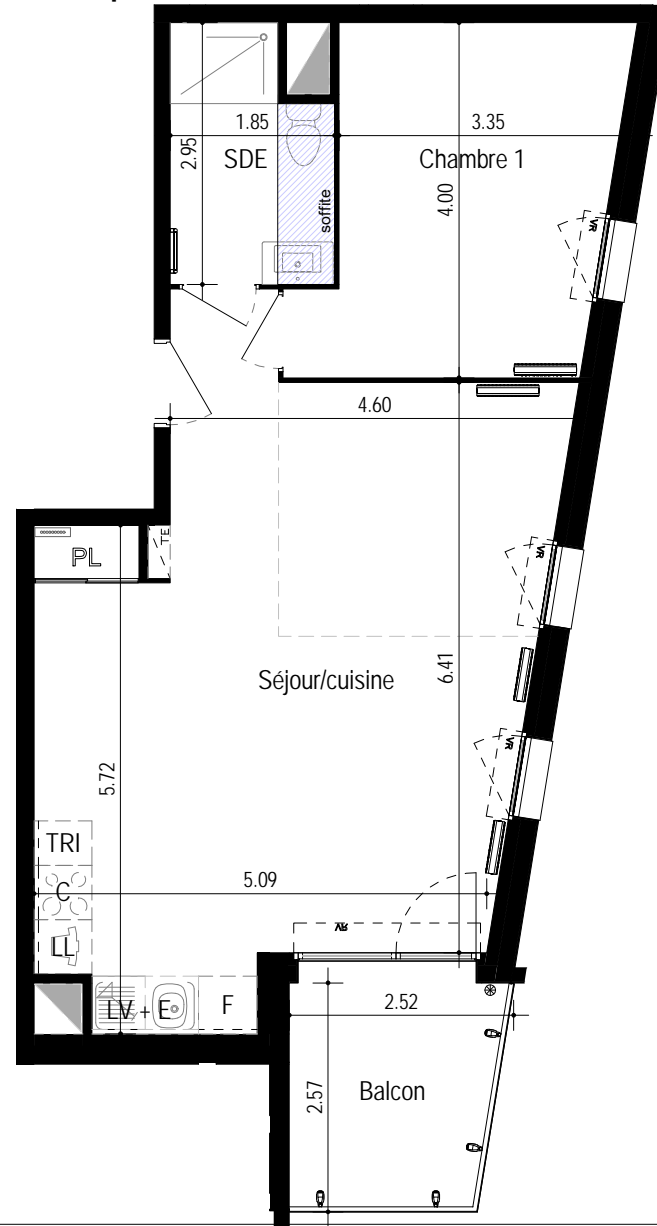 1.85
3.35
2.95
SDE
Chambre 1
4.00
soffite
VR
4.60
PL
TE
VR
Séjour/cuisine
6.41
VR
5.72
TRI
C
5.09
LL
VR
LV + E
F
2.52
2.57
Balcon